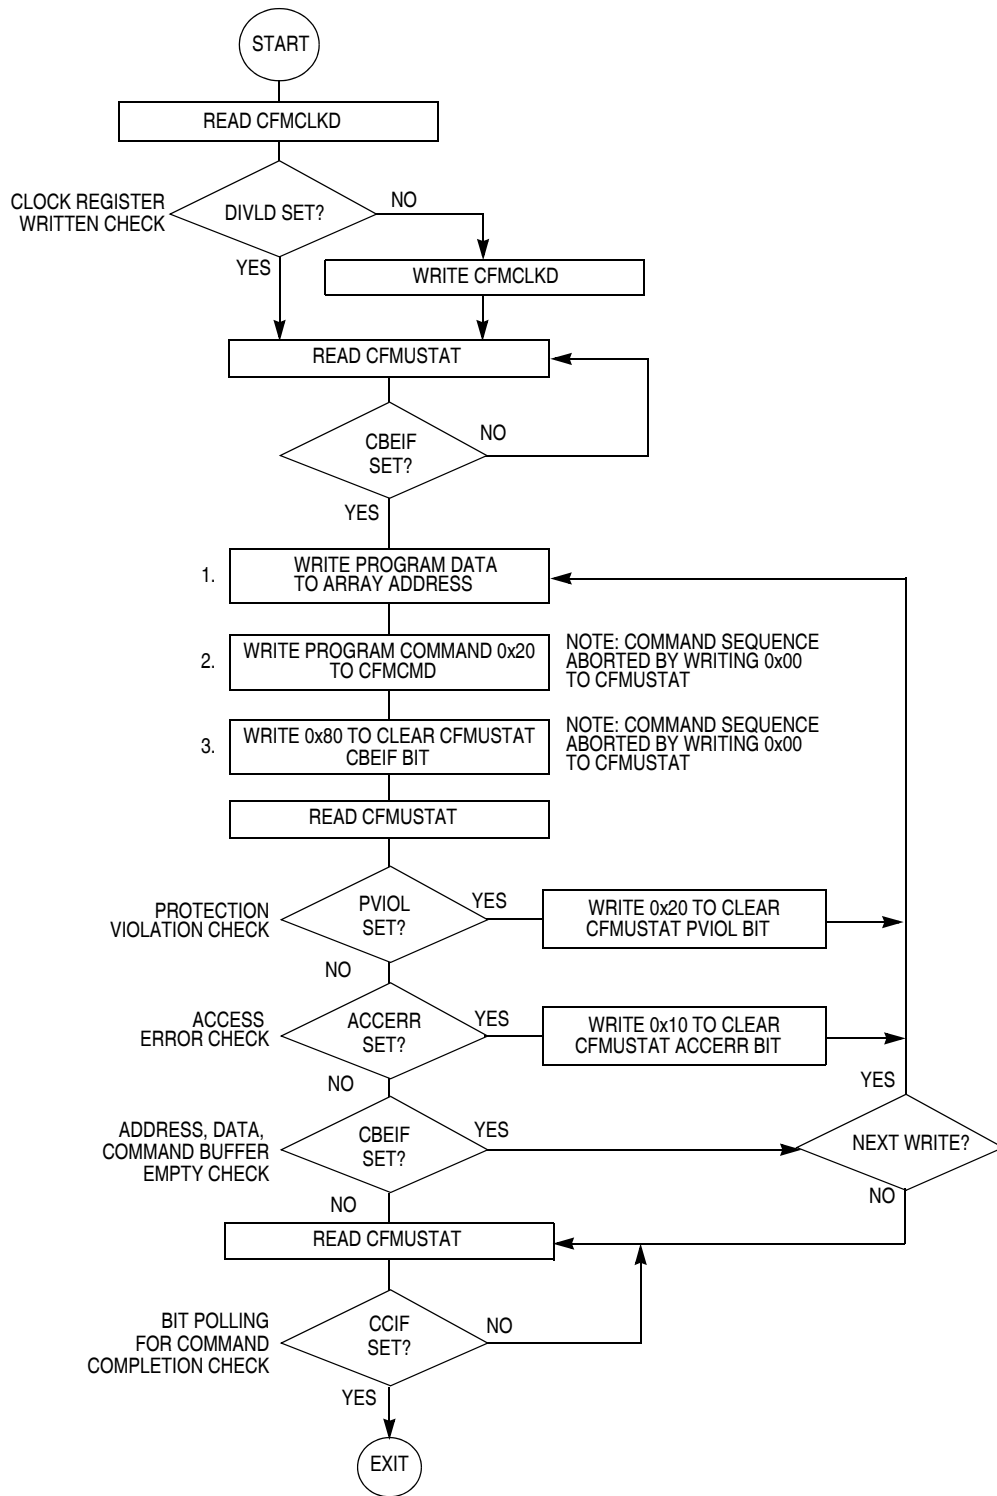 START
READ CFMCLKD
CLOCK REGISTER
WRITTEN CHECK
DIVLD SET?
NO
YES
WRITE CFMCLKD
READ CFMUSTAT
CBEIF
SET?
NO
YES
1.
WRITE PROGRAM DATA
TO ARRAY ADDRESS
2.
WRITE PROGRAM COMMAND 0x20
TO CFMCMD
NOTE: COMMAND SEQUENCE
ABORTED BY WRITING 0x00
TO CFMUSTAT
3.
WRITE 0x80 TO CLEAR CFMUSTAT
CBEIF BIT
NOTE: COMMAND SEQUENCE
ABORTED BY WRITING 0x00
TO CFMUSTAT
READ CFMUSTAT
PROTECTION
VIOLATION CHECK
PVIOL
SET?
YES
WRITE 0x20 TO CLEAR
CFMUSTAT PVIOL BIT
NO
ACCESS
ERROR CHECK
ACCERR
SET?
YES
WRITE 0x10 TO CLEAR
CFMUSTAT ACCERR BIT
NO
YES
ADDRESS, DATA,
COMMAND BUFFER
EMPTY CHECK
CBEIF
SET?
YES
NEXT WRITE?
NO
NO
READ CFMUSTAT
BIT POLLING
FOR COMMAND
COMPLETION CHECK
CCIF
SET?
NO
YES
EXIT